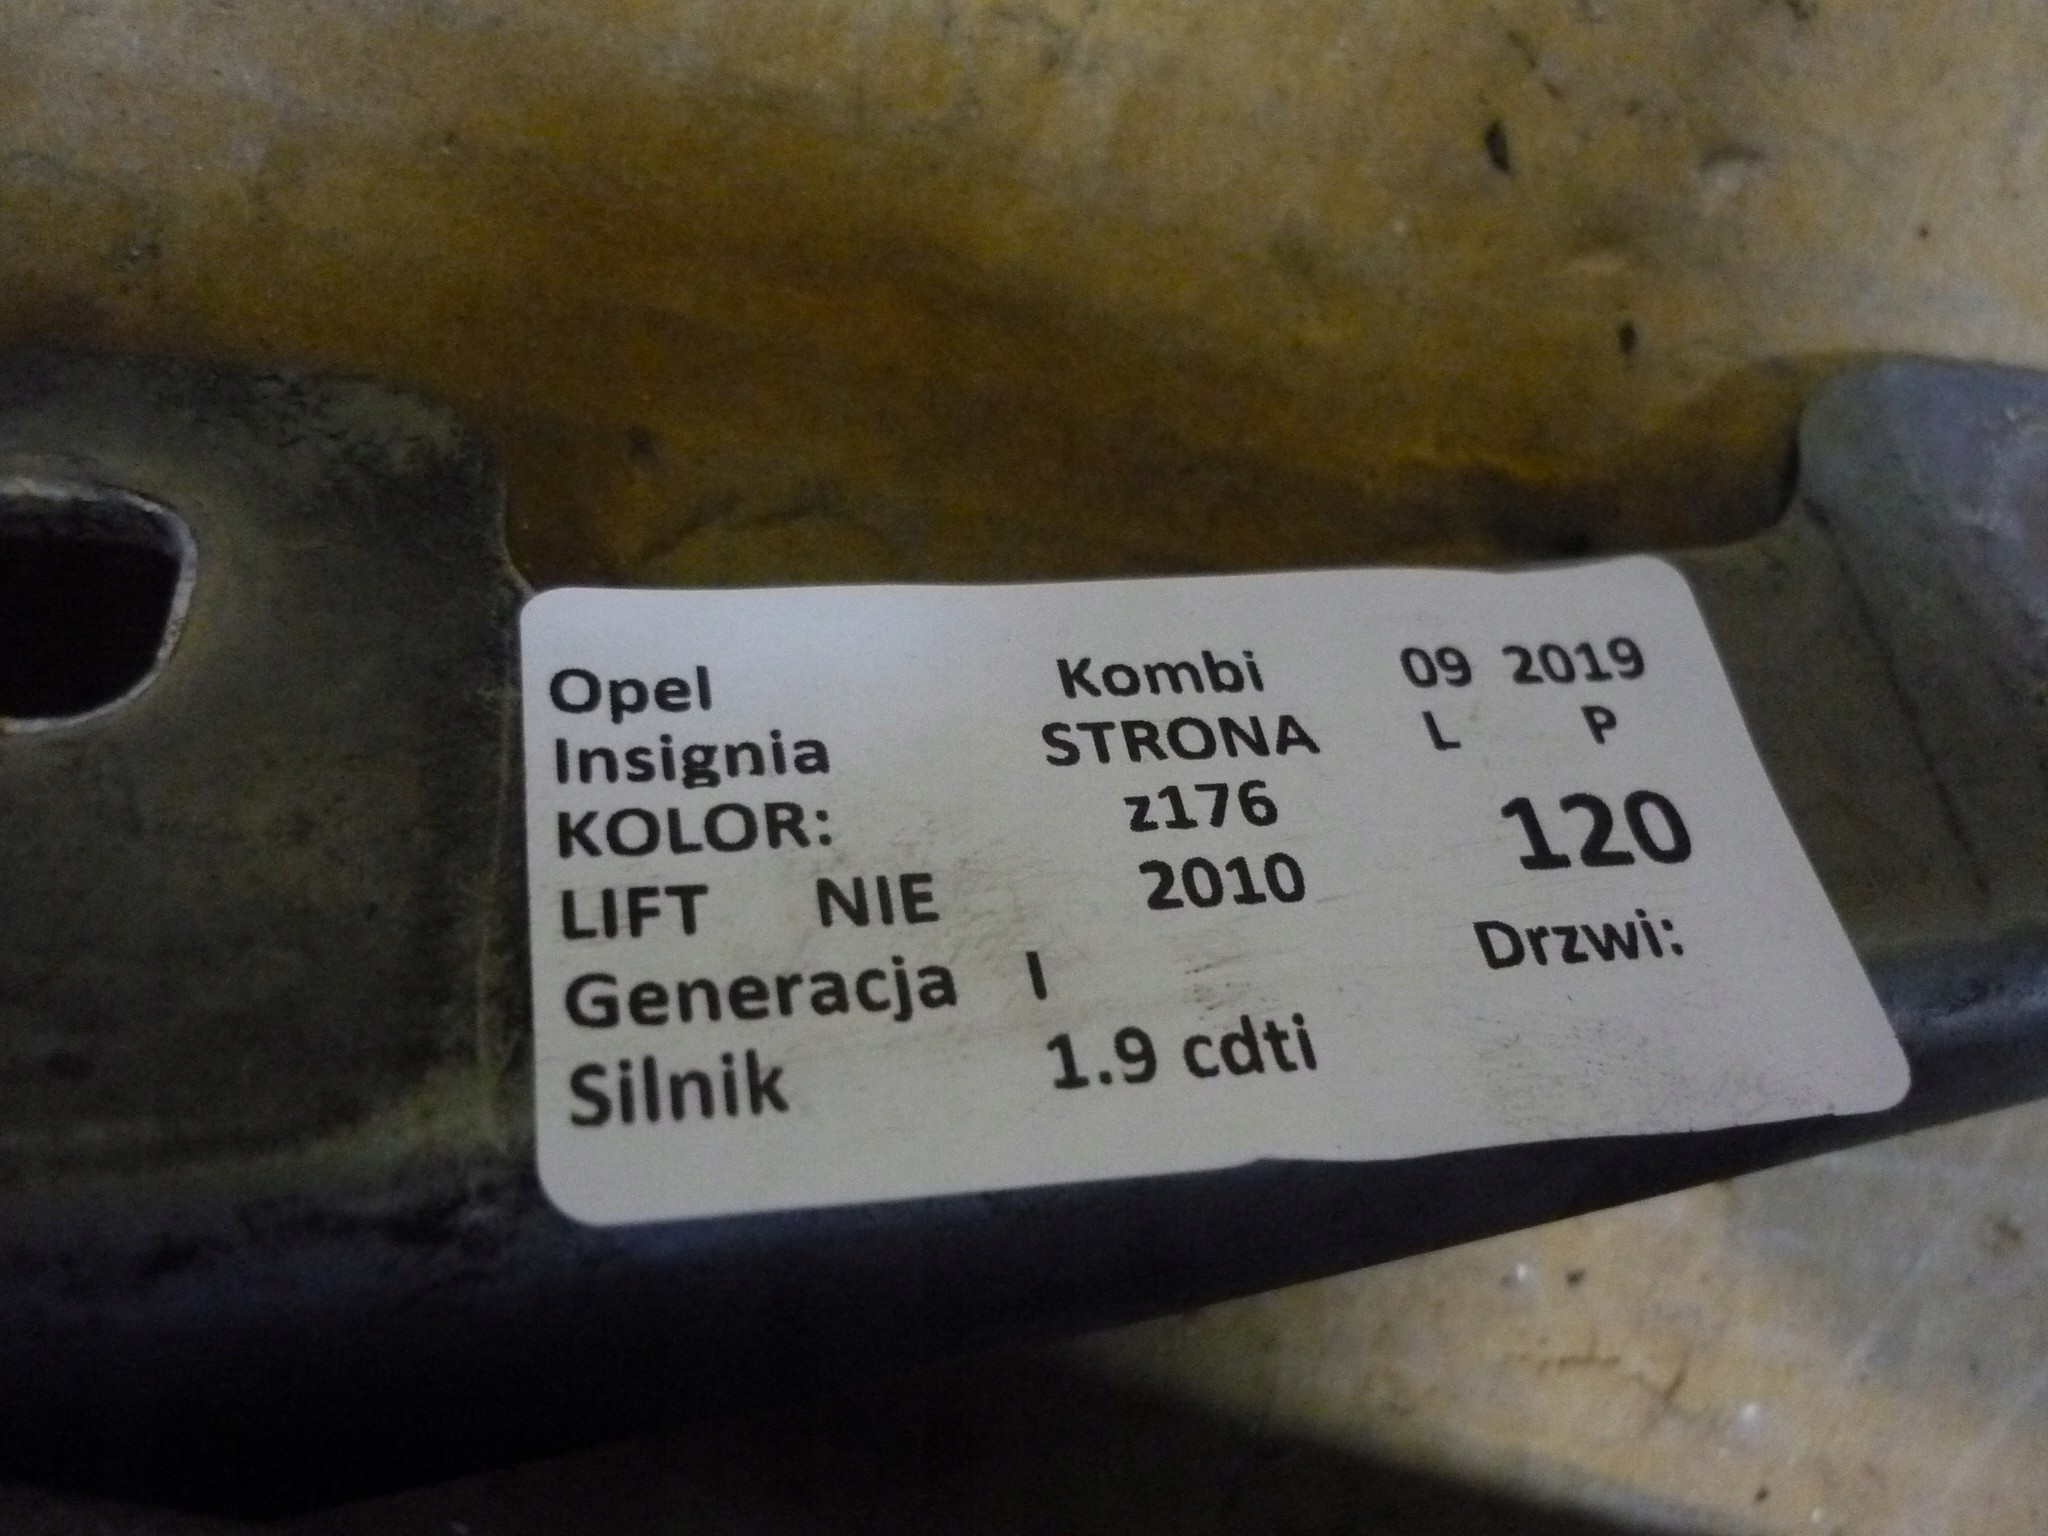 Opel Kombi 09 2019
Insignia STRONA L P
KOLOR: z176 120
LIFT NIE 2010
Generacja I Drzwi:
Silnik 1.9 cdti